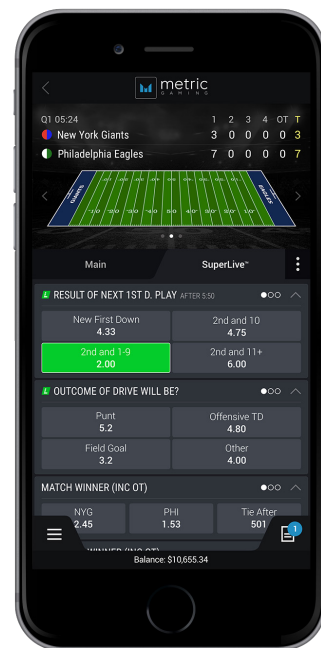 metric
GAMING
Q1 05:24 1 2 3 4 OT T
New York Giants 3 0 0 0 0 3
Philadelphia Eagles 7 0 0 0 0 7
GIANTS
EAGLES
Main SuperLive™
RESULT OF NEXT 1ST D. PLAY AFTER 5:50
New First Down 2nd and 10
4.33 4.75
2nd and 1-9 2nd and 11+
2.00 6.00
OUTCOME OF DRIVE WILL BE?
Punt Offensive TD
5.2 4.80
Field Goal Other
3.2 4.00
MATCH WINNER (INC OT)
NYG PHI Tie After
2.45 1.53 501
1
WINNER (INC OT)
Balance: $10,655.34